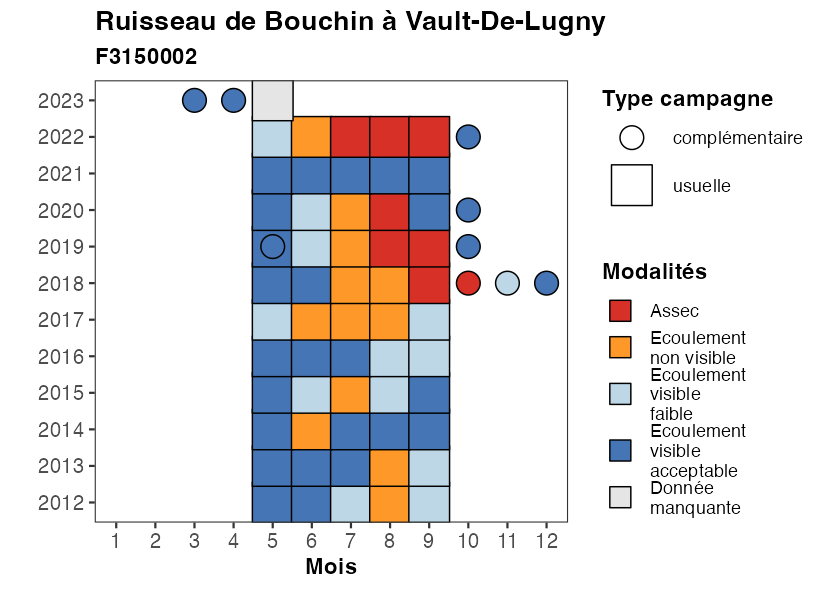 Ruisseau de Bouchin à Vault-De-Lugny
F3150002
2023
2022
2021
2020
2019
2018
2017
2016
2015
2014
2013
2012
1 2 3 4 5 6 7 8 9 10 11 12
Mois
Type campagne
complémentaire
usuelle
Modalités
Assec
Ecoulement
non visible
Ecoulement
visible
faible
Ecoulement
visible
acceptable
Donnée
manquante